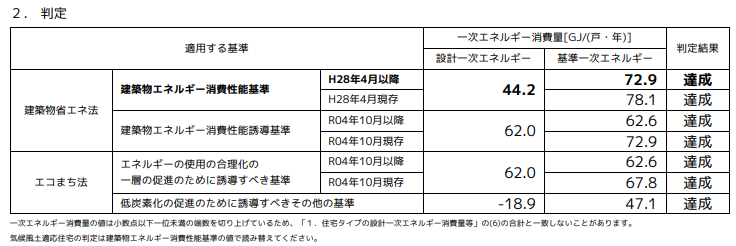 ２． 判定
適用する基準
一次エネルギー消費量[GJ/(戸・年)]
判定結果
設計一次エネルギー
基準一次エネルギー
建築物省エネ法
建築物エネルギー消費性能基準
H28年4月以降
44.2
72.9
達成
H28年4月現存
78.1
達成
建築物エネルギー消費性能誘導基準
R04年10月以降
62.0
62.6
達成
R04年10月現存
72.9
達成
エコまち法
エネルギーの使用の合理化の
一層の促進のために誘導すべき基準
R04年10月以降
62.0
62.6
達成
R04年10月現存
67.8
達成
低炭素化の促進のために誘導すべきその他の基準
-18.9
47.1
達成
一次エネルギー消費量の値は小数点以下一位未満の端数を切り上げているため、「１．住宅タイプの設計一次エネルギー消費量等」の(6)の合計と一致しないことがあります。
気候風土適応住宅の判定は建築物エネルギー消費性能基準の値で読み替えてください。